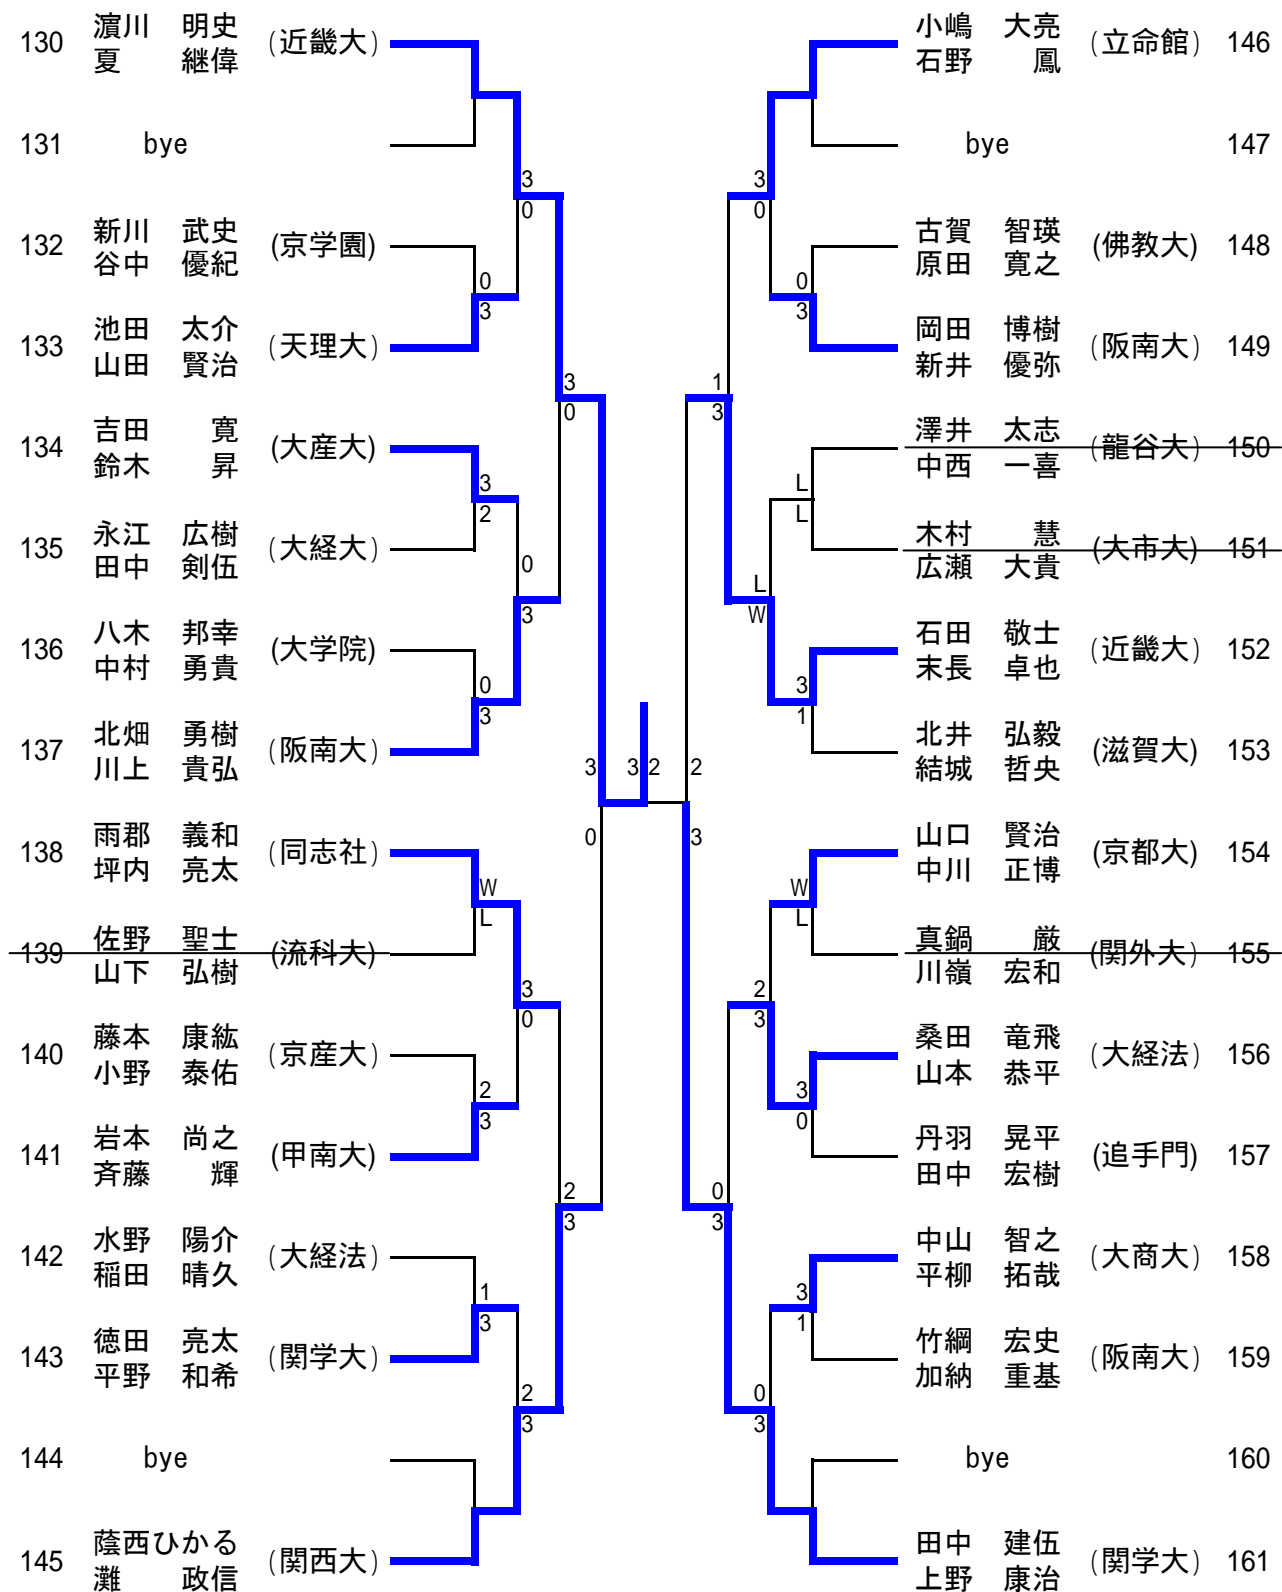 130 濵川 明史 (近畿大)
夏 継偉
131 bye
3
0
132 新川 武史 (京学園)
谷中 優紀
0
3
133 池田 太介 (天理大)
山田 賢治
3
0
134 吉田 寛 (大産大)
鈴木 昇
3
2
135 永江 広樹 (大経大)
田中 剣伍
0
3
136 八木 邦幸 (大学院)
中村 勇貴
0
3
137 北畑 勇樹 (阪南大)
川上 貴弘
3 3 2 2
0 3
138 雨郡 義和 (同志社)
坪内 亮太
W
L
139 佐野 聖士 (流科大)
山下 弘樹
3
0
140 藤本 康紘 (京産大)
小野 泰佑
2
3
141 岩本 尚之 (甲南大)
斉藤 輝
2
3
142 水野 陽介 (大経法)
稲田 晴久
1
3
143 徳田 亮太 (関学大)
平野 和希
2
3
144 bye
145 蔭西ひかる (関西大)
灘 政信
小嶋 大亮 (立命館) 146
石野 鳳
bye 147
3
0
古賀 智瑛 (佛教大) 148
原田 寛之
0
3
岡田 博樹 (阪南大) 149
新井 優弥
1
3
澤井 太志 (龍谷大) 150
中西 一喜
L
L
木村 慧 (大市大) 151
広瀬 大貴
L
W
石田 敬士 (近畿大) 152
末長 卓也
3
1
北井 弘毅 (滋賀大) 153
結城 哲央
山口 賢治 (京都大) 154
中川 正博
W
L
真鍋 厳 (関外大) 155
川嶺 宏和
2
3
桑田 竜飛 (大経法) 156
山本 恭平
3
0
丹羽 晃平 (追手門) 157
田中 宏樹
0
3
中山 智之 (大商大) 158
平柳 拓哉
3
1
竹綱 宏史 (阪南大) 159
加納 重基
0
3
bye 160
田中 建伍 (関学大) 161
上野 康治